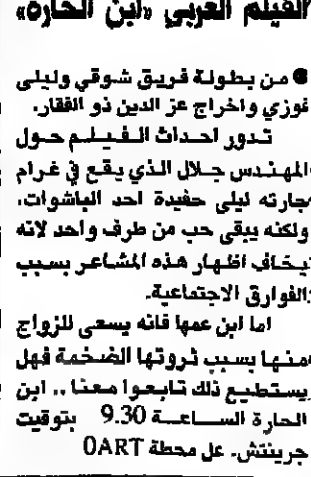 الفيلم العربي «ابن الحارة»
● من بطولة فريق شوقي وليلى
فوزي واخراج عز الدين ذو الفقار.
تدور احداث الفيلم حول
المهندس جلال الذي يقع في غرام
جارته ليلى حفيدة احد الباشوات،
ولكنه يبقى حب من طرف واحد لانه
يخاف اظهار هذه المشاعر بسبب
الفوارق الاجتماعية.
اما ابن عمها فانه يسعى للزواج
منها بسبب ثروتها الضخمة فهل
يستطيع ذلك تابعوا معنا .. ابن
الحارة الساعة 9.30 بتوقيت
جرينتش. عل محطة ART0